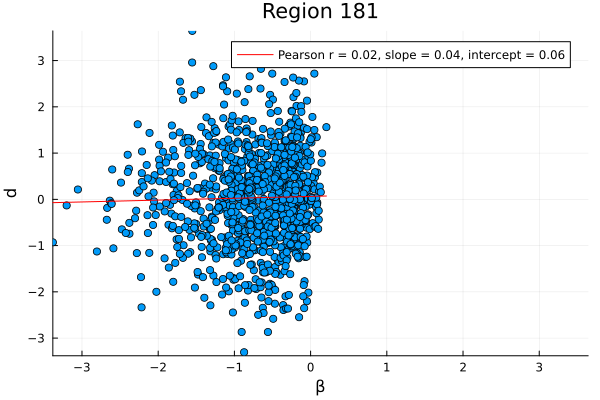 Region 181
Pearson r = 0.02, slope = 0.04, intercept = 0.06
3
2
1
0
−1
−2
−3
d
−3 −2 −1 0 1 2 3
β